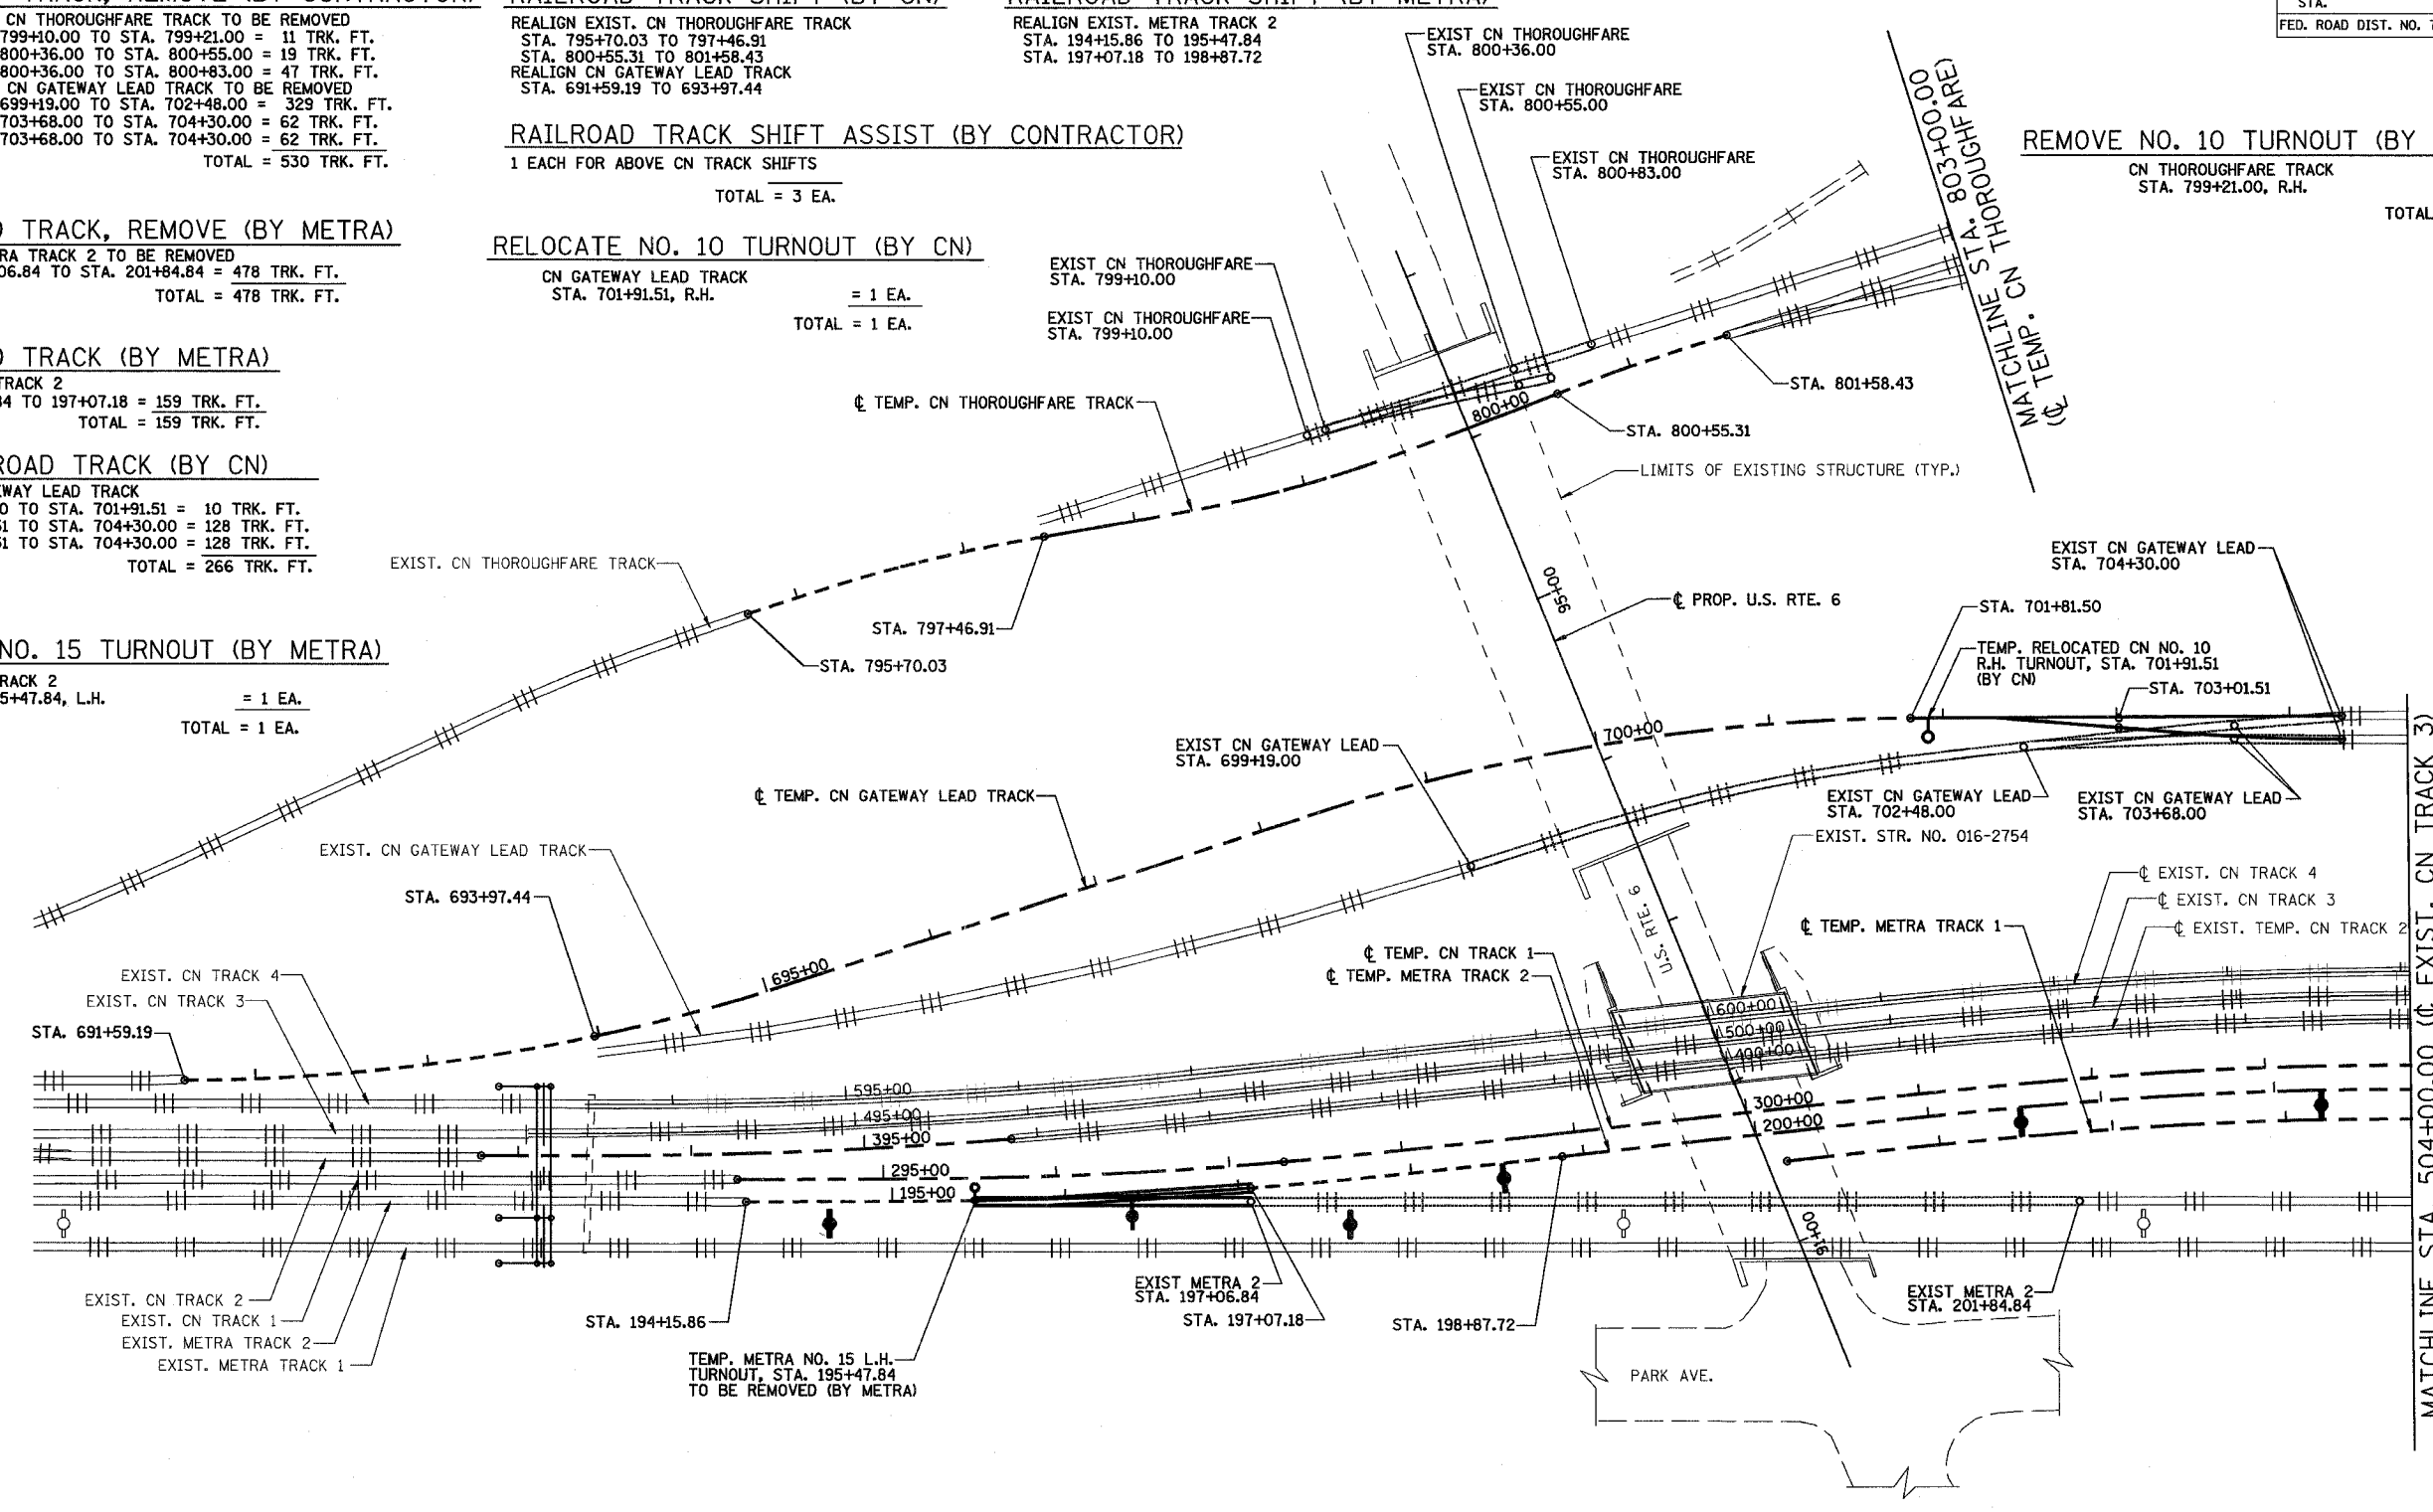 STA.
FED. ROAD DIST. NO.
TRACK, REMOVE (BY CONTRACTOR)
CN THOROUGHFARE TRACK TO BE REMOVED
799+10.00 TO STA. 799+21.00 = 11 TRK. FT.
800+36.00 TO STA. 800+55.00 = 19 TRK. FT.
800+36.00 TO STA. 800+83.00 = 47 TRK. FT.
CN GATEWAY LEAD TRACK TO BE REMOVED
699+19.00 TO STA. 702+48.00 = 329 TRK. FT.
703+68.00 TO STA. 704+30.00 = 62 TRK. FT.
703+68.00 TO STA. 704+30.00 = 62 TRK. FT.
TOTAL = 530 TRK. FT.
TRACK, REMOVE (BY METRA)
TRACK 2 TO BE REMOVED
06.84 TO STA. 201+84.84 = 478 TRK. FT.
TOTAL = 478 TRK. FT.
TRACK (BY METRA)
TRACK 2
TO 197+07.18 = 159 TRK. FT.
TOTAL = 159 TRK. FT.
ROAD TRACK (BY CN)
LEAD TRACK
TO STA. 701+91.51 = 10 TRK. FT.
TO STA. 704+30.00 = 128 TRK. FT.
TO STA. 704+30.00 = 128 TRK. FT.
TOTAL = 266 TRK. FT.
NO. 15 TURNOUT (BY METRA)
TRACK 2
5+47.84, L.H. = 1 EA.
TOTAL = 1 EA.
RAILROAD TRACK SHIFT (BY CN)
REALIGN EXIST. CN THOROUGHFARE TRACK
STA. 795+70.03 TO 797+46.91
STA. 800+55.31 TO 801+58.43
REALIGN CN GATEWAY LEAD TRACK
STA. 691+59.19 TO 693+97.44
RAILROAD TRACK SHIFT ASSIST (BY CONTRACTOR)
1 EACH FOR ABOVE CN TRACK SHIFTS
TOTAL = 3 EA.
RELOCATE NO. 10 TURNOUT (BY CN)
CN GATEWAY LEAD TRACK
STA. 701+91.51, R.H. = 1 EA.
TOTAL = 1 EA.
RAILROAD TRACK SHIFT (BY METRA)
REALIGN EXIST. METRA TRACK 2
STA. 194+15.86 TO 195+47.84
STA. 197+07.18 TO 198+87.72
REMOVE NO. 10 TURNOUT (BY
CN THOROUGHFARE TRACK
STA. 799+21.00, R.H.
TOTAL
EXIST CN THOROUGHFARE
STA. 800+36.00
EXIST CN THOROUGHFARE
STA. 800+55.00
EXIST CN THOROUGHFARE
STA. 800+83.00
EXIST CN THOROUGHFARE
STA. 799+10.00
EXIST CN THOROUGHFARE
STA. 799+10.00
MATCHLINE STA. 803+00.00
(℄ TEMP. CN THOROUGHFARE)
℄ TEMP. CN THOROUGHFARE TRACK
800+00
STA. 801+58.43
STA. 800+55.31
LIMITS OF EXISTING STRUCTURE (TYP.)
EXIST. CN THOROUGHFARE TRACK
STA. 797+46.91
STA. 795+70.03
95+00
℄ PROP. U.S. RTE. 6
EXIST CN GATEWAY LEAD
STA. 704+30.00
STA. 701+81.50
TEMP. RELOCATED CN NO. 10
R.H. TURNOUT, STA. 701+91.51
(BY CN)
STA. 703+01.51
700+00
EXIST CN GATEWAY LEAD
STA. 699+19.00
℄ TEMP. CN GATEWAY LEAD TRACK
EXIST CN GATEWAY LEAD
STA. 702+48.00
EXIST CN GATEWAY LEAD
STA. 703+68.00
EXIST. STR. NO. 016-2754
EXIST. CN GATEWAY LEAD TRACK
STA. 693+97.44
℄ EXIST. CN TRACK 4
℄ EXIST. CN TRACK 3
℄ EXIST. TEMP. CN TRACK 2
℄ TEMP. METRA TRACK 1
U.S. RTE. 6
℄ TEMP. CN TRACK 1
℄ TEMP. METRA TRACK 2
695+00
EXIST. CN TRACK 4
EXIST. CN TRACK 3
STA. 691+59.19
600+00
500+00
400+00
300+00
200+00
595+00
495+00
395+00
295+00
195+00
91+00
EXIST. CN TRACK 2
EXIST. CN TRACK 1
EXIST. METRA TRACK 2
EXIST. METRA TRACK 1
STA. 194+15.86
TEMP. METRA NO. 15 L.H.
TURNOUT, STA. 195+47.84
TO BE REMOVED (BY METRA)
EXIST METRA 2
STA. 197+06.84
STA. 197+07.18
STA. 198+87.72
EXIST METRA 2
STA. 201+84.84
PARK AVE.
MATCHLINE STA. 504+00.00 (℄ EXIST. CN TRACK 3)